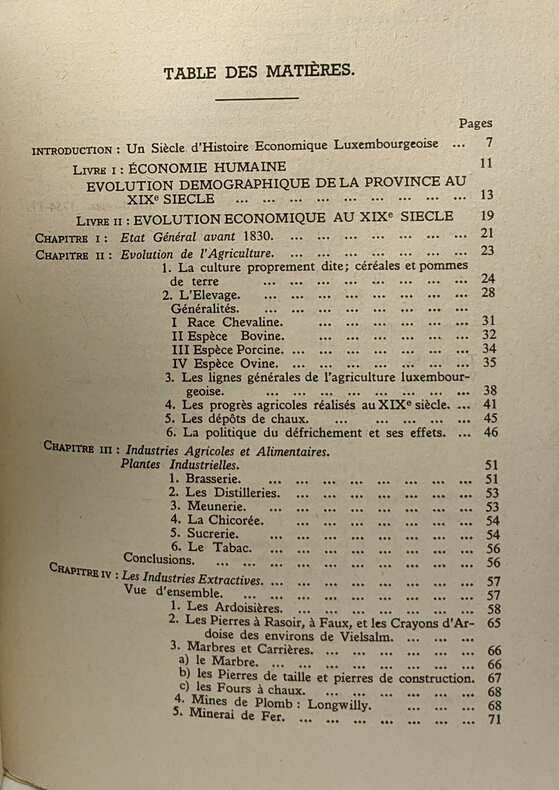 TABLE DES MATIÈRES.
Pages
INTRODUCTION : Un Siècle d'Histoire Economique Luxembourgeoise ... 7
LIVRE I : ÉCONOMIE HUMAINE 11
EVOLUTION DEMOGRAPHIQUE DE LA PROVINCE AU
XIXe SIECLE ... ... ... ... ... ... ... ... ... 13
LIVRE II : EVOLUTION ECONOMIQUE AU XIXe SIECLE 19
CHAPITRE I : Etat Général avant 1830. ... ... ... ... ... ... ... 21
CHAPITRE II : Evolution de l'Agriculture. ... ... ... ... ... ... ... 23
1. La culture proprement dite; céréales et pommes
de terre ... ... ... ... ... ... ... ... 24
2. L'Elevage. ... ... ... ... ... ... ... ... 28
Généralités. ... ... ... ... ... ... ... ...
I Race Chevaline. ... ... ... ... ... ... 31
II Espèce Bovine. ... ... ... ... ... ... 32
III Espèce Porcine. ... ... ... ... ... ... ... 34
IV Espèce Ovine. ... ... ... ... ... ... 35
3. Les lignes générales de l'agriculture luxembour-
geoise. ... ... ... ... ... ... ... ... ... 38
4. Les progrès agricoles réalisés au XIXe siècle. ... 41
5. Les dépôts de chaux. ... ... ... ... ... ... 45
6. La politique du défrichement et ses effets. ... 46
CHAPITRE III : Industries Agricoles et Alimentaires.
Plantes Industrielles. 51
1. Brasserie. ... ... ... ... ... ... ... ... 51
2. Les Distilleries. ... ... ... ... ... ... ... 53
3. Meunerie. ... ... ... ... ... ... ... ... 53
4. La Chicorée. ... ... ... ... ... ... ... 54
5. Sucrerie. ... ... ... ... ... ... ... ... 54
6. Le Tabac. ... ... ... ... ... ... ... ... 56
Conclusions. ... ... ... ... ... ... ... ... ... 56
CHAPITRE IV : Les Industries Extractives. ... ... ... ... ... ... ... 57
Vue d'ensemble. ... ... ... ... ... ... ... ... 57
1. Les Ardoisières. ... ... ... ... ... ... ... 58
2. Les Pierres à Rasoir, à Faux, et les Crayons d'Ar- 65
doise des environs de Vielsalm. ... ... ...
3. Marbres et Carrières. ... ... ... ... ... ... 66
a) le Marbre. ... ... ... ... ... ... ... ... 66
b) les Pierres de taille et pierres de construction. 67
c) les Fours à chaux. ... ... ... ... ... ... 68
4. Mines de Plomb : Longwilly. ... ... ... ... 68
5. Minerai de Fer. ... ... ... ... ... ... ... 71